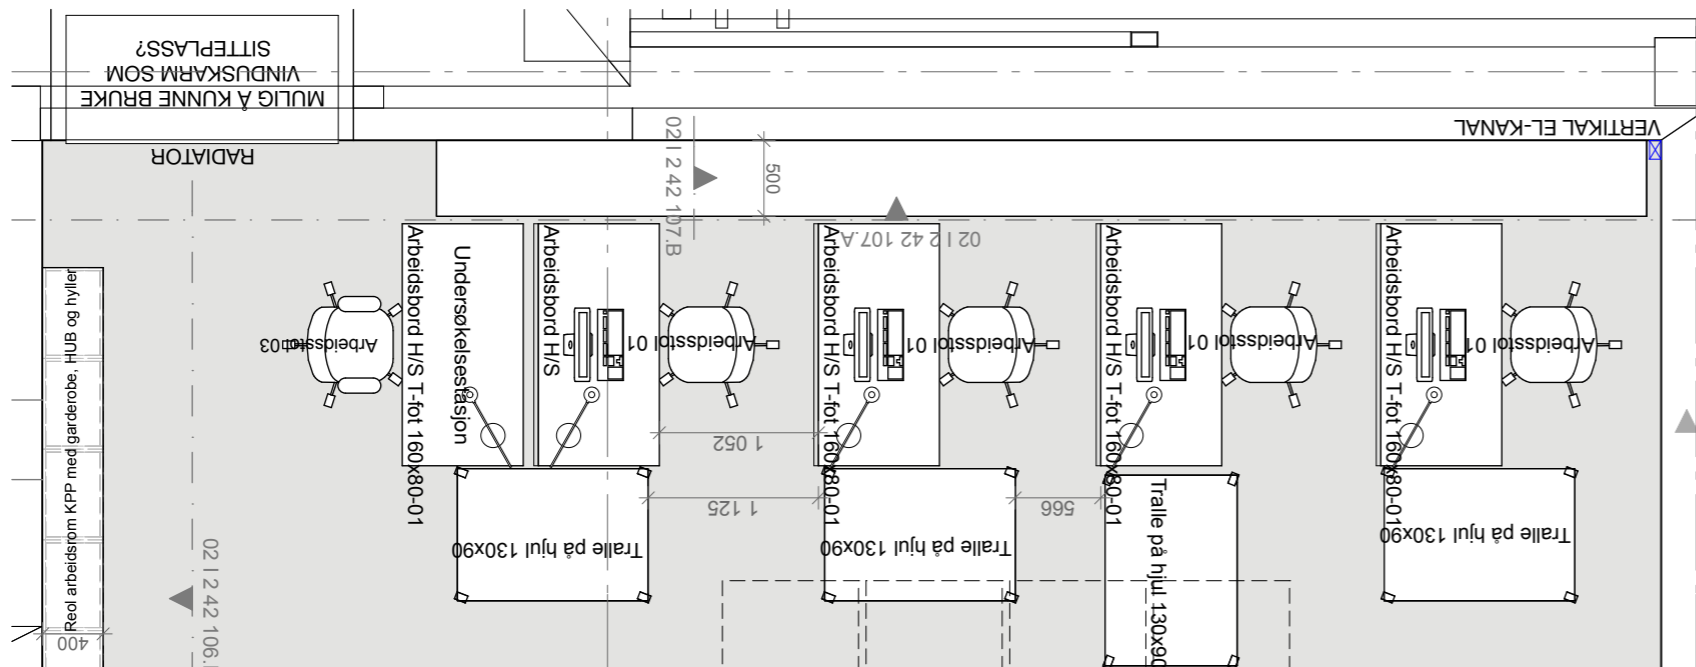 MULIG Å KUNNE BRUKE
VINDUSKARM SOM
SITTEPLASS?
RADIATOR
VERTIKAL EL-KANAL
02 I 2 42 107.B
500
02 I 2 42 107.A
Arbeidsbord H/S T-fot 160x80-01
Undersøkelsesstasjon
Arbeidsbord H/S
Arbeidsbord H/S T-fot 160x80-01
Arbeidsbord H/S T-fot 160x80-01
Arbeidsbord H/S T-fot 160x80-01
Arbeidsstol 03
Arbeidsstol 01
Arbeidsstol 01
Arbeidsstol 01
Arbeidsstol 01
Reol arbeidsrom KPP med garderobe, HUB og hyller
1 052
1 125
566
Tralle på hjul 130x90
Tralle på hjul 130x90
Tralle på hjul 130x90
Tralle på hjul 130x90
02 I 2 42 106.
400